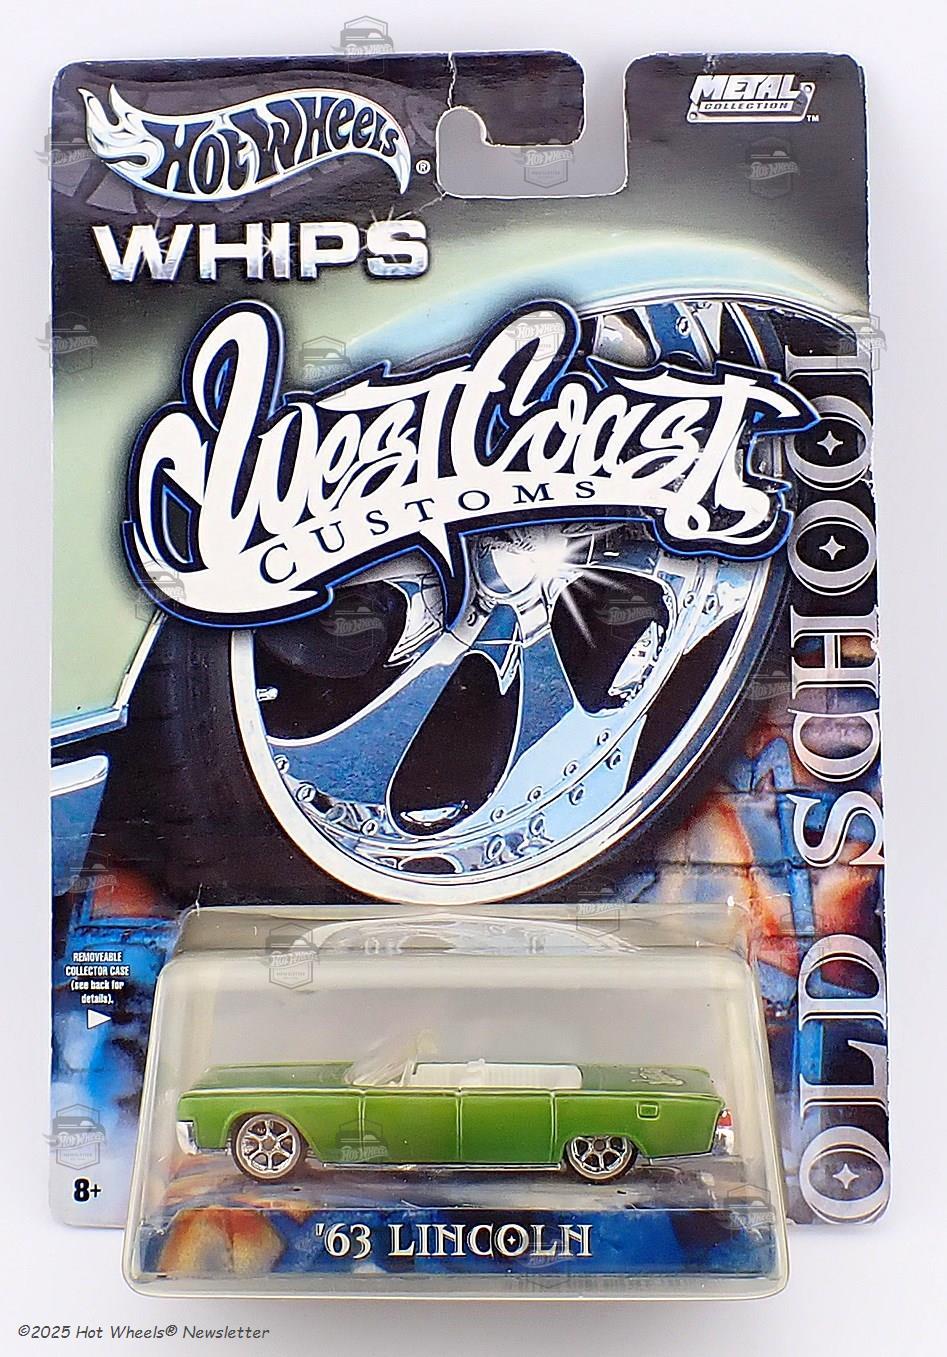 HOT WHEELS®
METAL
COLLECTION™
WHIPS
West Coast
CUSTOMS
OLD SCHOOL
REMOVEABLE
COLLECTOR CASE
(see back for
details).
8+
'63 LINCOLN
©2025 Hot Wheels® Newsletter